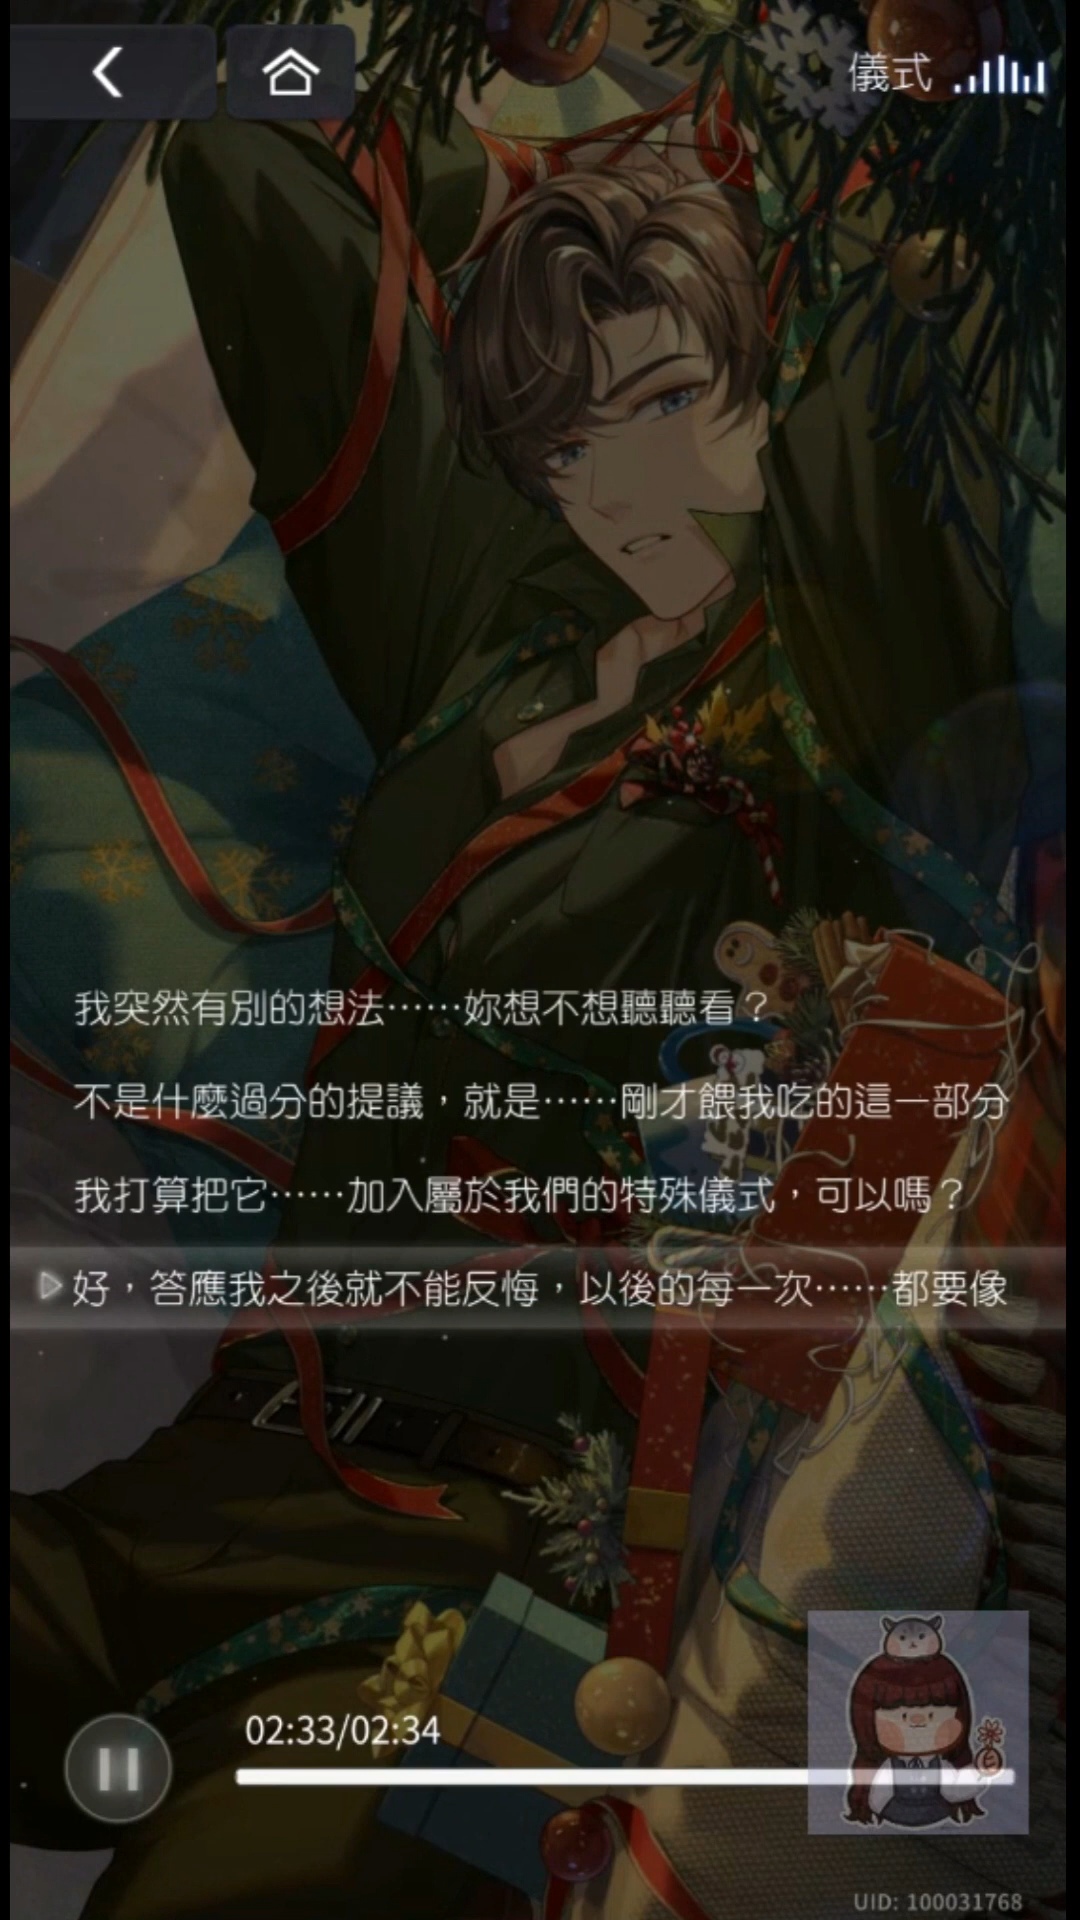 儀式
我突然有別的想法……妳想不想聽聽看？
不是什麼過分的提議，就是……剛才餵我吃的這一部分
我打算把它……加入屬於我們的特殊儀式，可以嗎？
好，答應我之後就不能反悔，以後的每一次……都要像
02:33/02:34
UID: 100031768